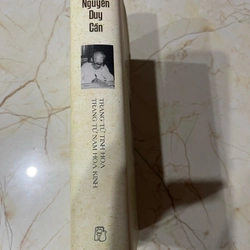 Nguyễn
Duy
Cần
TRANG TỬ TINH HOA
TRANG TỬ NAM HOA KINH